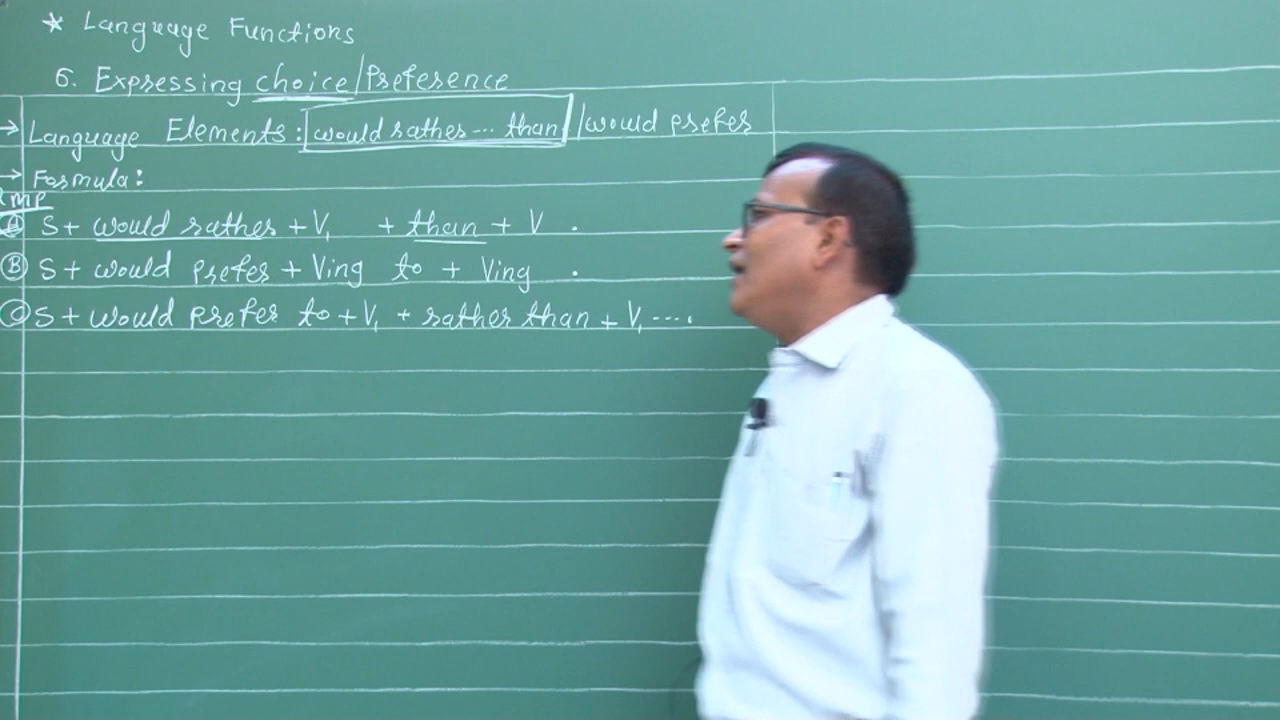 * Language Functions
6. Expressing choice/Preference
→ Language Elements: would rather... than/would prefer
→ Formula:
Imp
(A) S+ would rather + V₁ + than + V .
(B) S+ would prefer + Ving to + Ving .
(C) S+ would prefer to + V₁ + rather than + V₁ ....